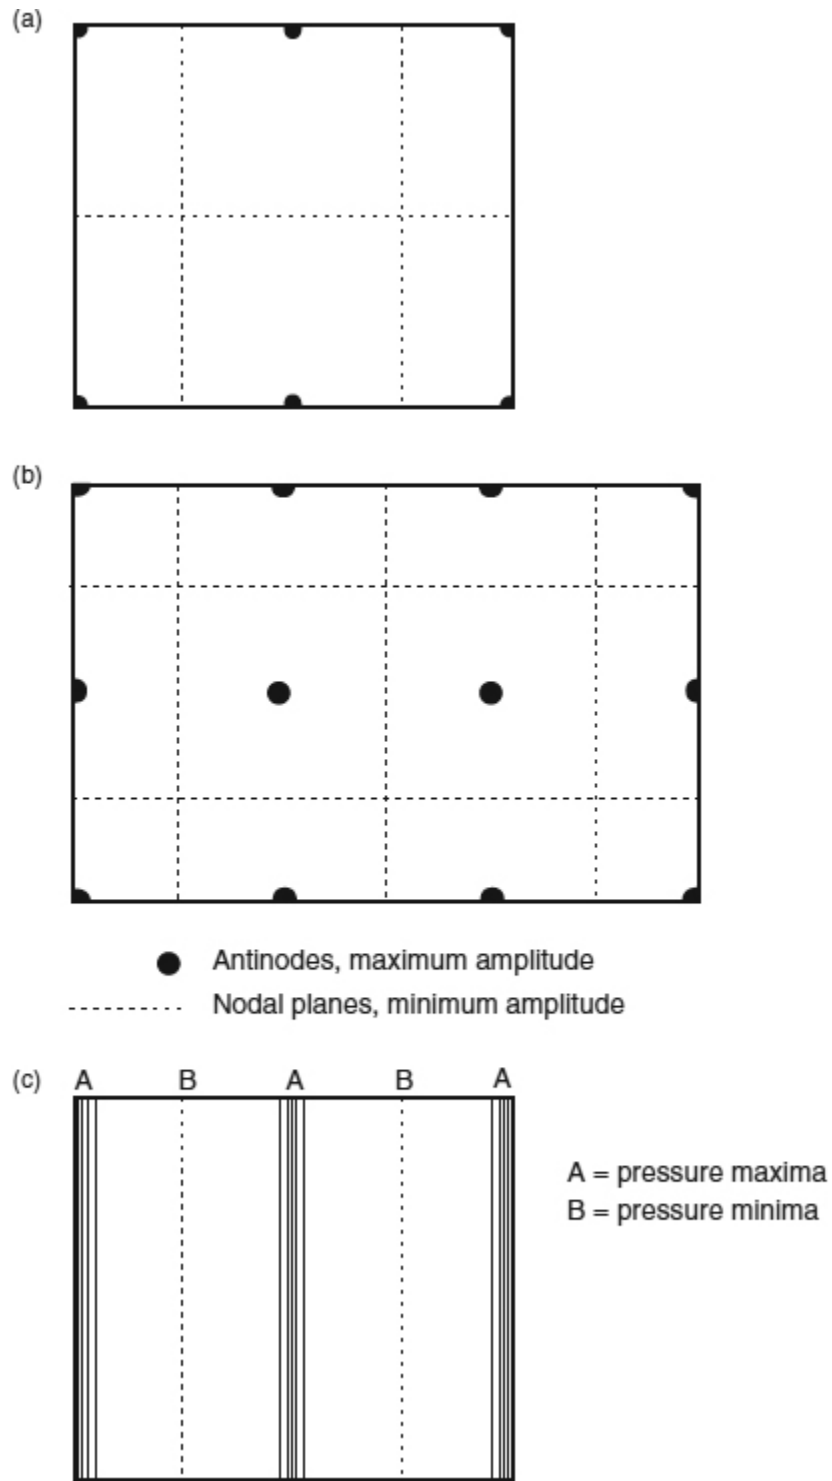 (a)
(b)
Antinodes, maximum amplitude
Nodal planes, minimum amplitude
(c) A B A B A
A = pressure maxima
B = pressure minima